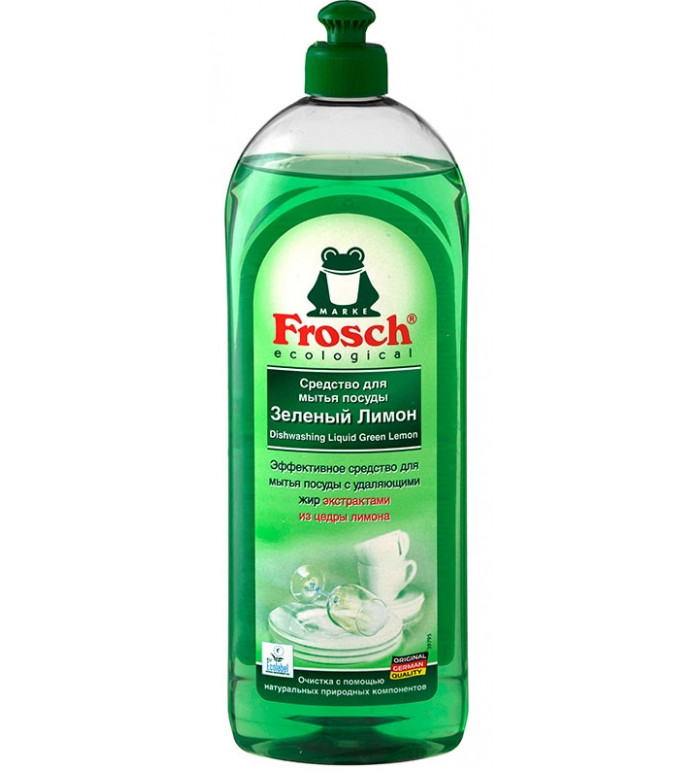 MARKE
Frosch®
ecological
Средство для
мытья посуды
Зеленый Лимон
Dishwashing Liquid Green Lemon
Эффективное средство для
мытья посуды с удаляющими
жир экстрактами
из цедры лимона
Ecolabel
ORIGINAL
GERMAN
QUALITY
Очистка с помощью
натуральных природных компонентов